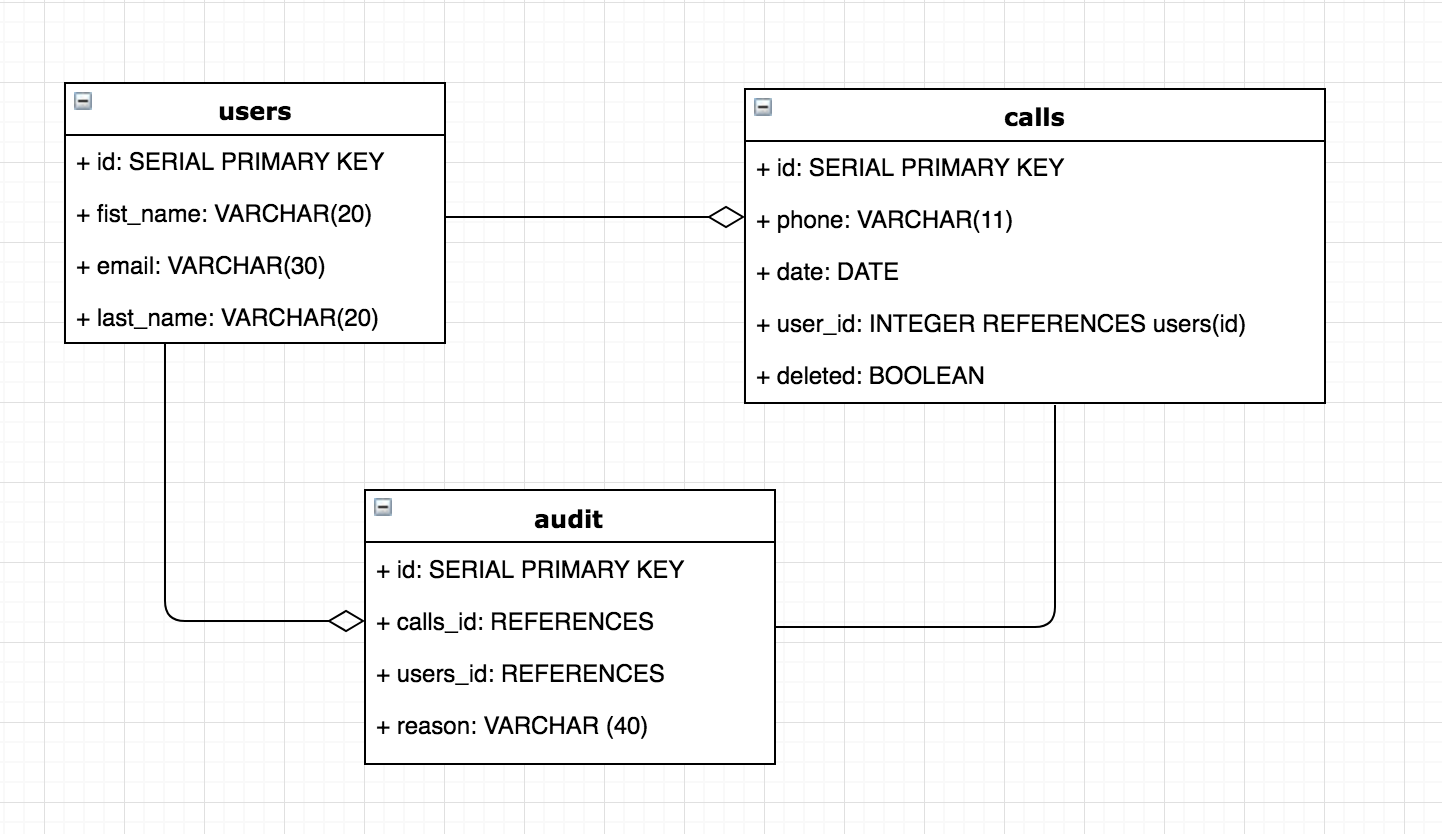 users
+ id: SERIAL PRIMARY KEY
+ fist_name: VARCHAR(20)
+ email: VARCHAR(30)
+ last_name: VARCHAR(20)
calls
+ id: SERIAL PRIMARY KEY
+ phone: VARCHAR(11)
+ date: DATE
+ user_id: INTEGER REFERENCES users(id)
+ deleted: BOOLEAN
audit
+ id: SERIAL PRIMARY KEY
+ calls_id: REFERENCES
+ users_id: REFERENCES
+ reason: VARCHAR (40)